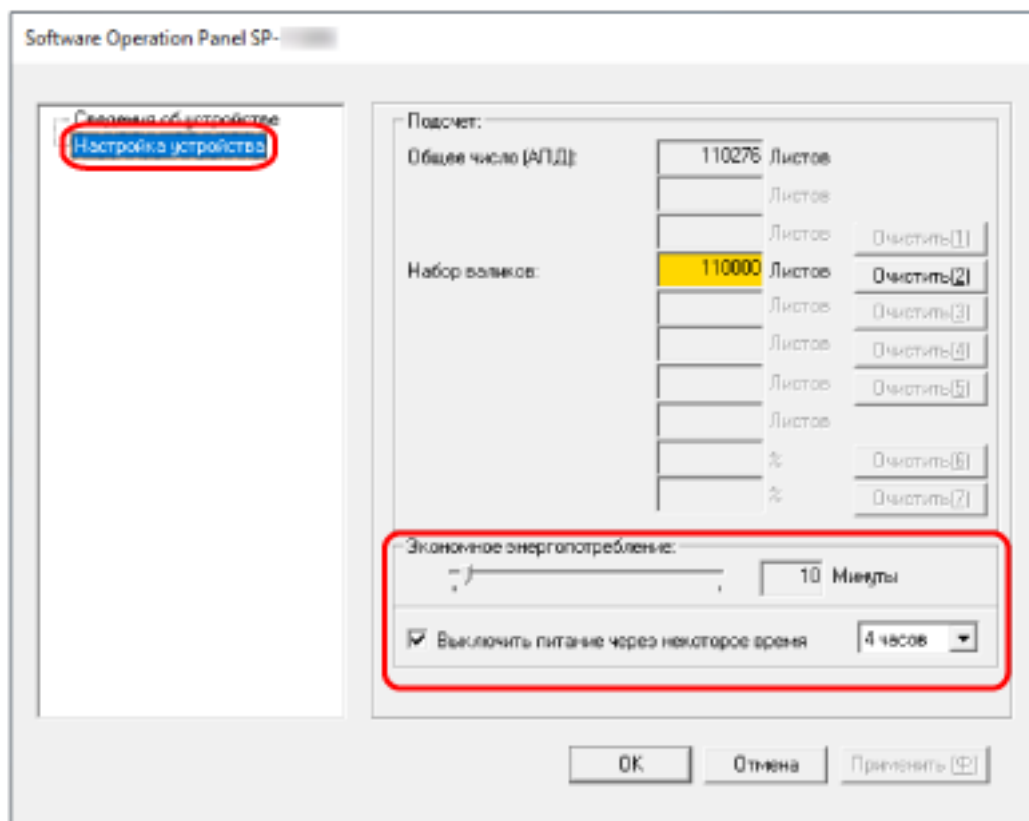 Software Operation Panel SP-
Сведения об устройстве
Настройка устройства
Подсчет:
Общее число (АПД): 110276 Листов
Листов
Листов Очистить(1)
Набор валиков: 110000 Листов Очистить(2)
Листов Очистить(3)
Листов Очистить(4)
Листов Очистить(5)
Листов
% Очистить(6)
% Очистить(7)
Экономное энергопотребление:
10 Минуты
Выключить питание через некоторое время 4 часов
OK Отмена Применить (Ф)